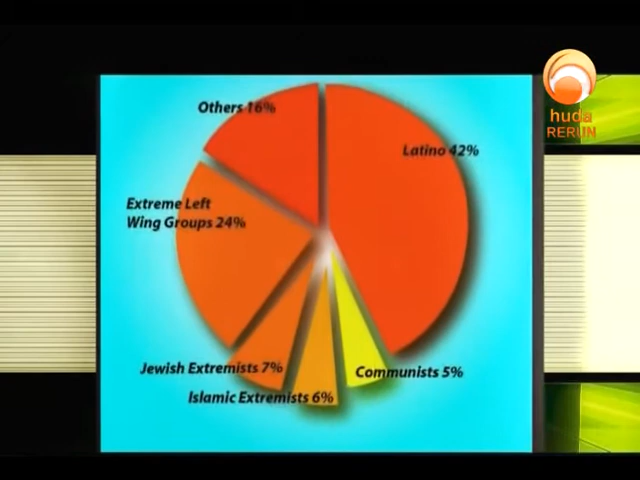 Others 16%
Latino 42%
Extreme Left
Wing Groups 24%
Jewish Extremists 7%
Islamic Extremists 6%
Communists 5%
huda
RERUN